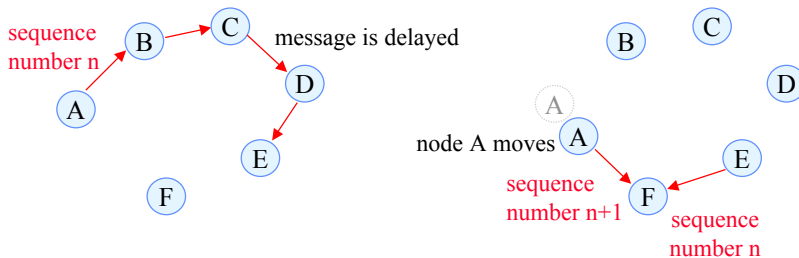 sequence
number n
A
B
C
message is delayed
D
E
F
B
C
D
A
node A moves
A
E
sequence
number n+1
F
sequence
number n